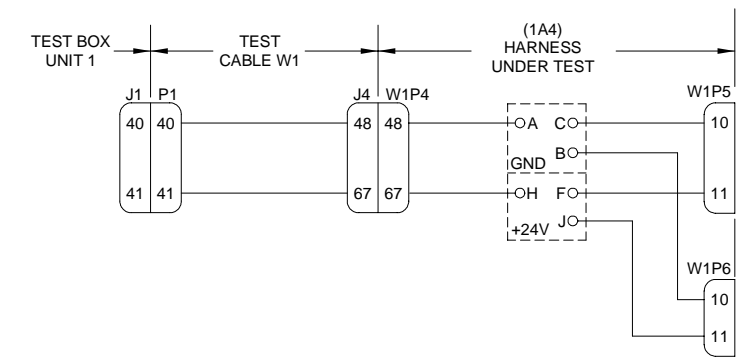 (1A4)
TEST BOX
UNIT 1
TEST
CABLE W1
HARNESS
UNDER TEST
J1 P1
J4 W1P4
W1P5
40 40
48 48
A C
10
B
GND
41 41
67 67
H F
11
J
+24V
W1P6
10
11